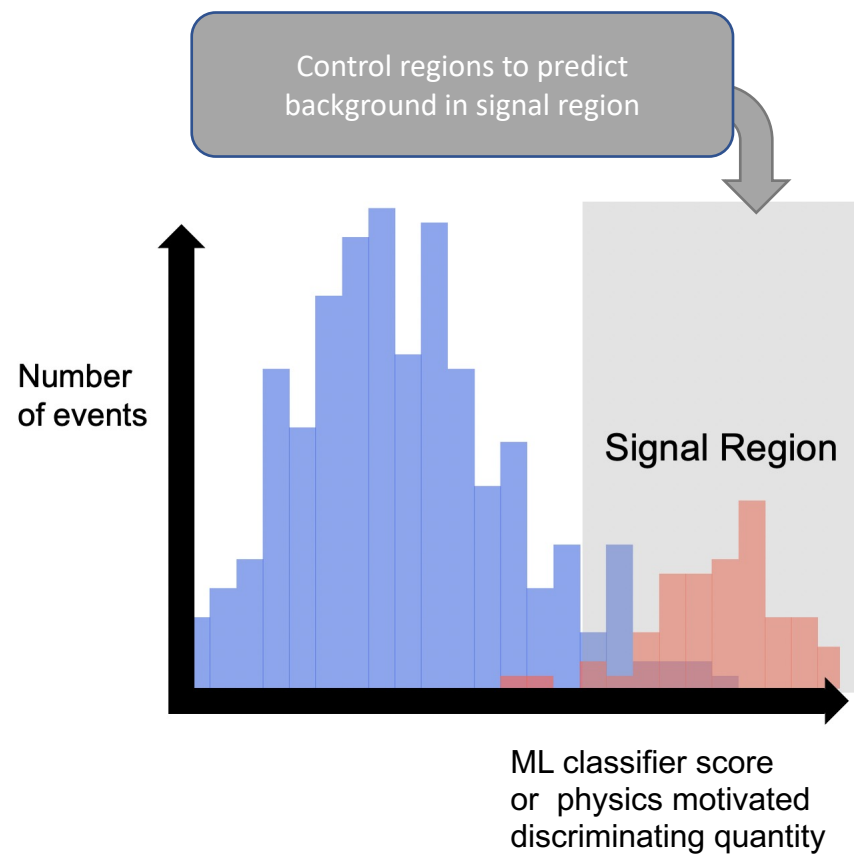 Control regions to predict
background in signal region
Number
of events
Signal Region
ML classifier score
or  physics motivated
discriminating quantity